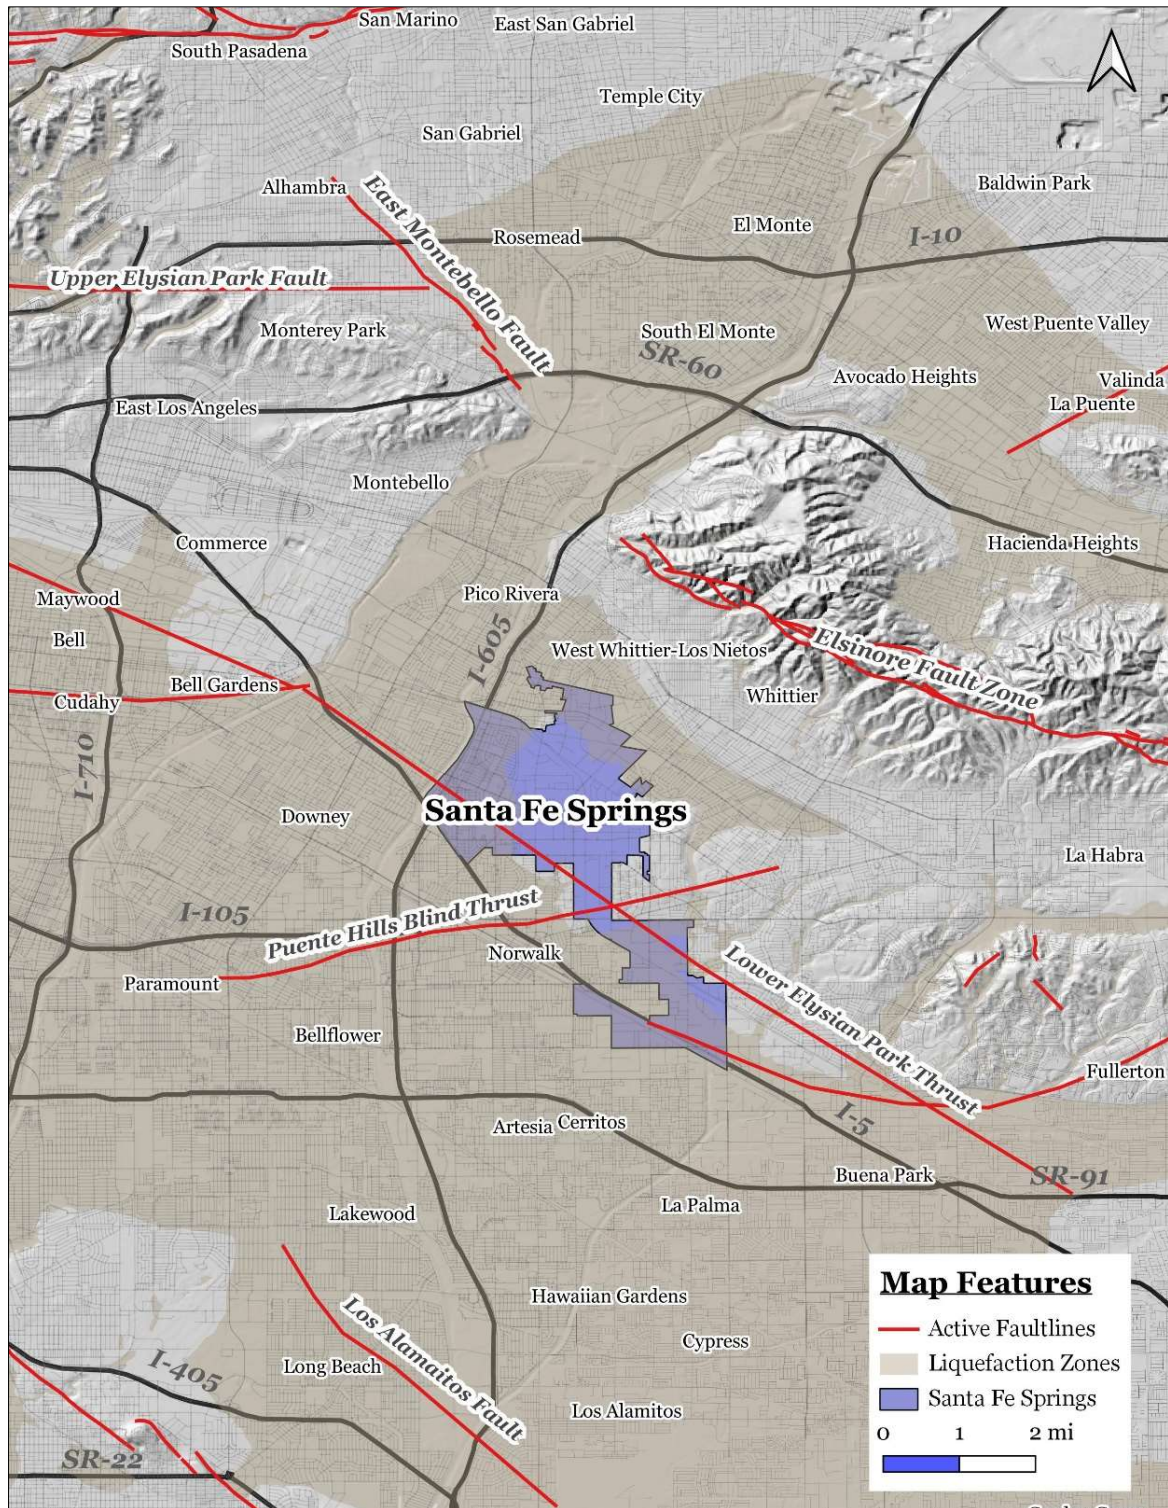 San Marino
East San Gabriel
South Pasadena
Temple City
San Gabriel
Alhambra
Baldwin Park
East Montebello Fault
El Monte
Rosemead
I-10
Upper Elysian Park Fault
Monterey Park
South El Monte
West Puente Valley
SR-60
Avocado Heights
Valinda
La Puente
East Los Angeles
Montebello
Commerce
Hacienda Heights
Pico Rivera
Maywood
Bell
I-605
West Whittier-Los Nietos
Elsinore Fault Zone
Bell Gardens
Whittier
Cudahy
I-710
Santa Fe Springs
Downey
La Habra
I-105
Puente Hills Blind Thrust
Norwalk
Lower Elysian Park Thrust
Paramount
Bellflower
Fullerton
Artesia
Cerritos
I-5
Buena Park
SR-91
La Palma
Lakewood
Hawaiian Gardens
Los Alamaitos Fault
Cypress
I-405
Long Beach
Los Alamitos
SR-22
Map Features
Active Faultlines
Liquefaction Zones
Santa Fe Springs
0 1 2 mi